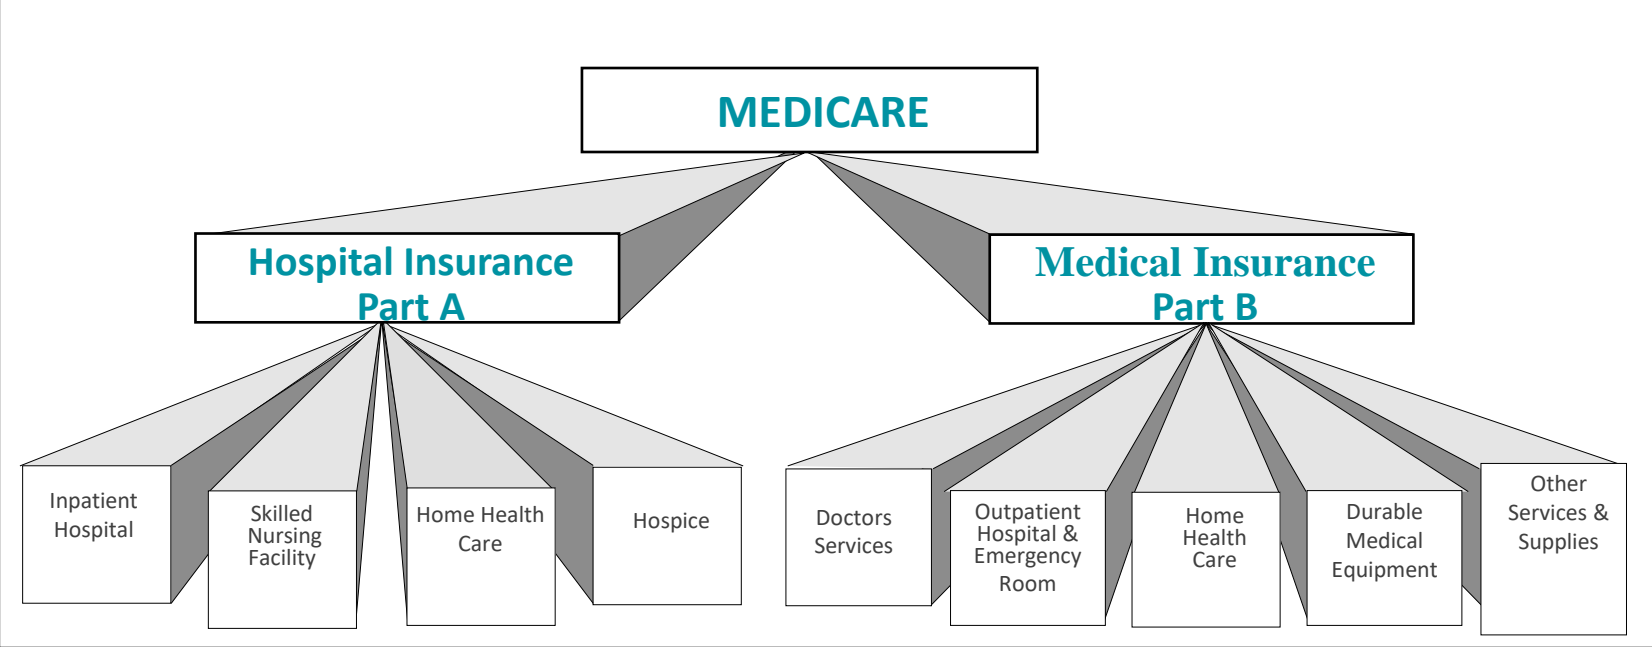 MEDICARE
Hospital Insurance
Part A
Medical Insurance
Part B
Inpatient
Hospital
Skilled
Nursing
Facility
Home Health
Care
Hospice
Doctors
Services
Outpatient
Hospital &
Emergency
Room
Home
Health
Care
Durable
Medical
Equipment
Other
Services &
Supplies